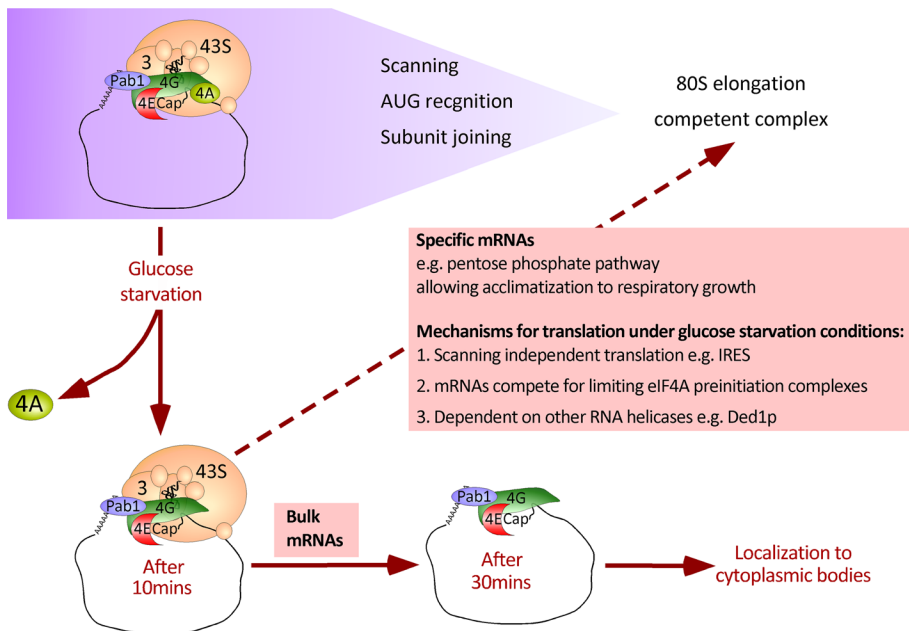 43S
3
Pab1
4G
4A
4E
Cap
AAAAAAA
Scanning
AUG recgnition
Subunit joining
80S elongation
competent complex
Glucose
starvation
4A
Specific mRNAs
e.g. pentose phosphate pathway
allowing acclimatization to respiratory growth
Mechanisms for translation under glucose starvation conditions:
1. Scanning independent translation e.g. IRES
2. mRNAs compete for limiting eIF4A preinitiation complexes
3. Dependent on other RNA helicases e.g. Ded1p
43S
3
Pab1
4G
4E
Cap
After
10mins
Bulk
mRNAs
Pab1
4G
4E
Cap
After
30mins
Localization to
cytoplasmic bodies